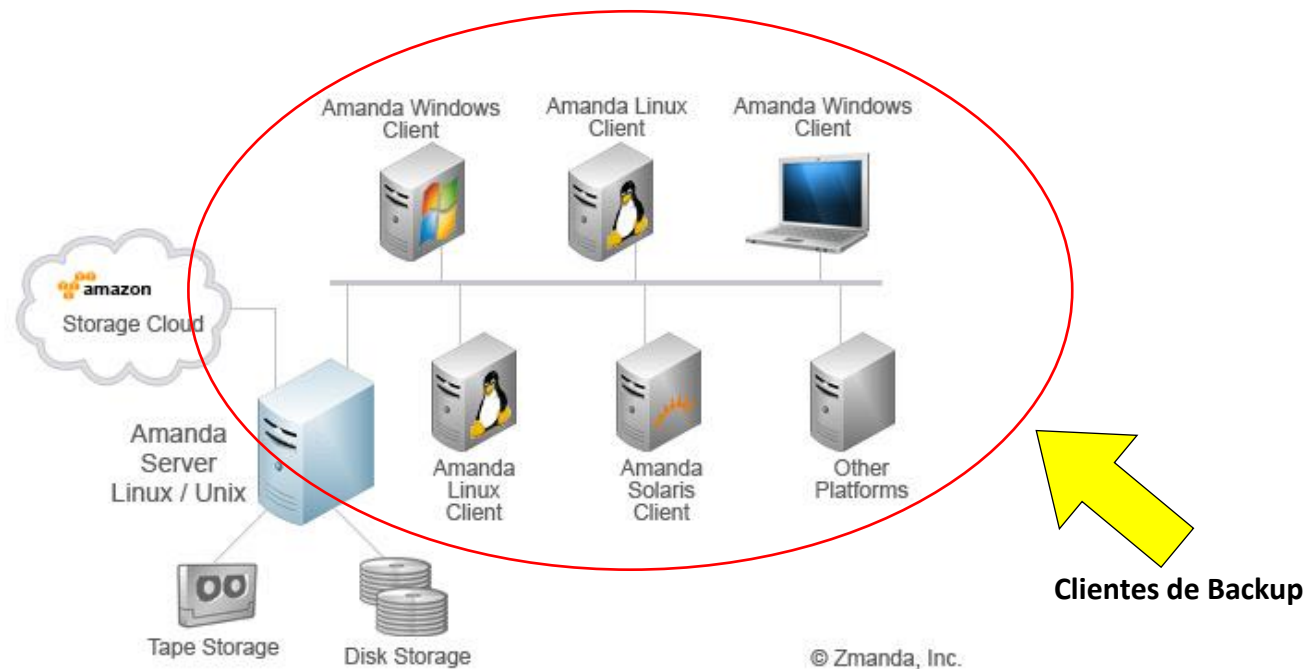 Amanda Windows
Client
Amanda Linux
Client
Amanda Windows
Client
amazon
Storage Cloud
Amanda
Server
Linux / Unix
Amanda
Linux
Client
Amanda
Solaris
Client
Other
Platforms
Clientes de Backup
Tape Storage
Disk Storage
© Zmanda, Inc.